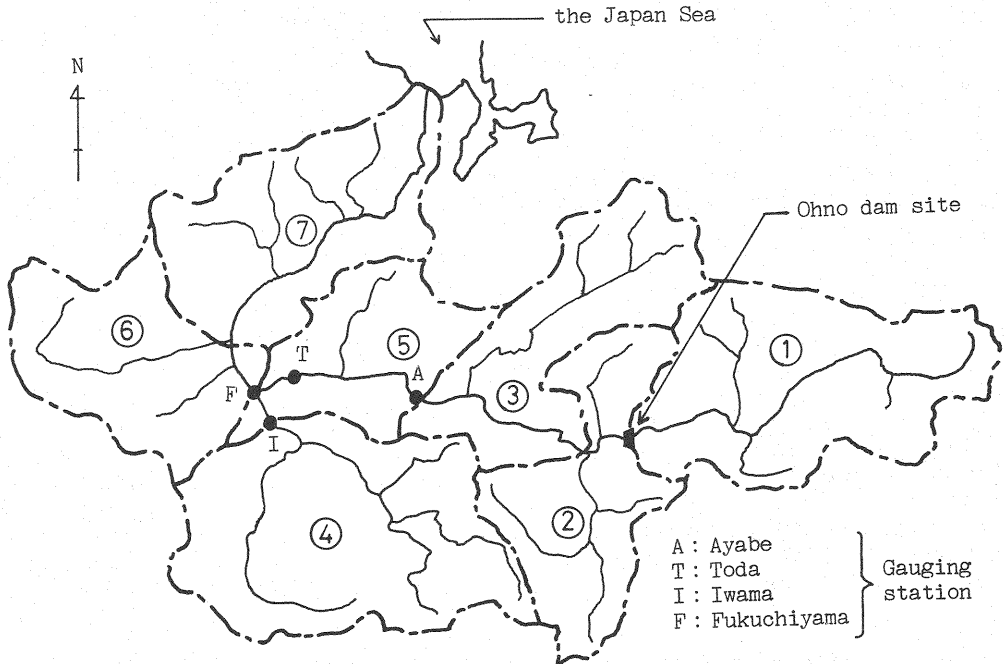 the Japan Sea
N
Ohno dam site
⑦
⑥
⑤
①
T
A
③
F
I
②
④
A : Ayabe
T : Toda
I : Iwama
F : Fukuchiyama
Gauging
station